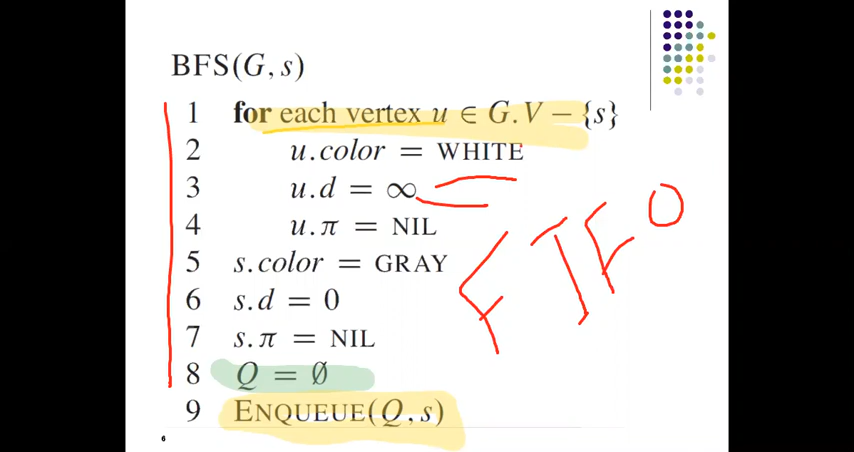 BFS(G, s)
1 for each vertex u ∈ G.V − {s}
2 u.color = WHITE
3 u.d = ∞
4 u.π = NIL
5 s.color = GRAY
6 s.d = 0
7 s.π = NIL
8 Q = ∅
9 ENQUEUE(Q, s)
FIFO
6